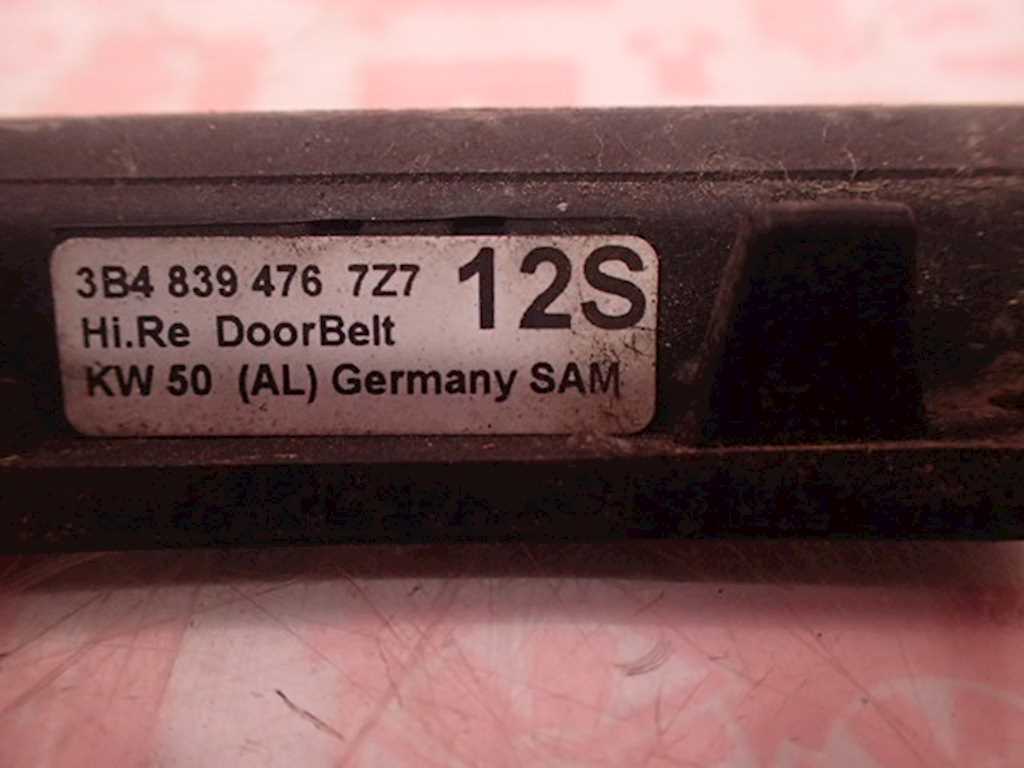 3B4 839 476 7Z7 12S
Hi.Re DoorBelt
KW 50 (AL) Germany SAM